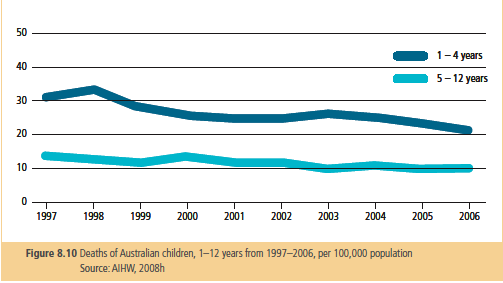 50
40
30
20
10
0
1 – 4 years
5 – 12 years
1997 1998 1999 2000 2001 2002 2003 2004 2005 2006
Figure 8.10 Deaths of Australian children, 1–12 years from 1997–2006, per 100,000 population
Source: AIHW, 2008h